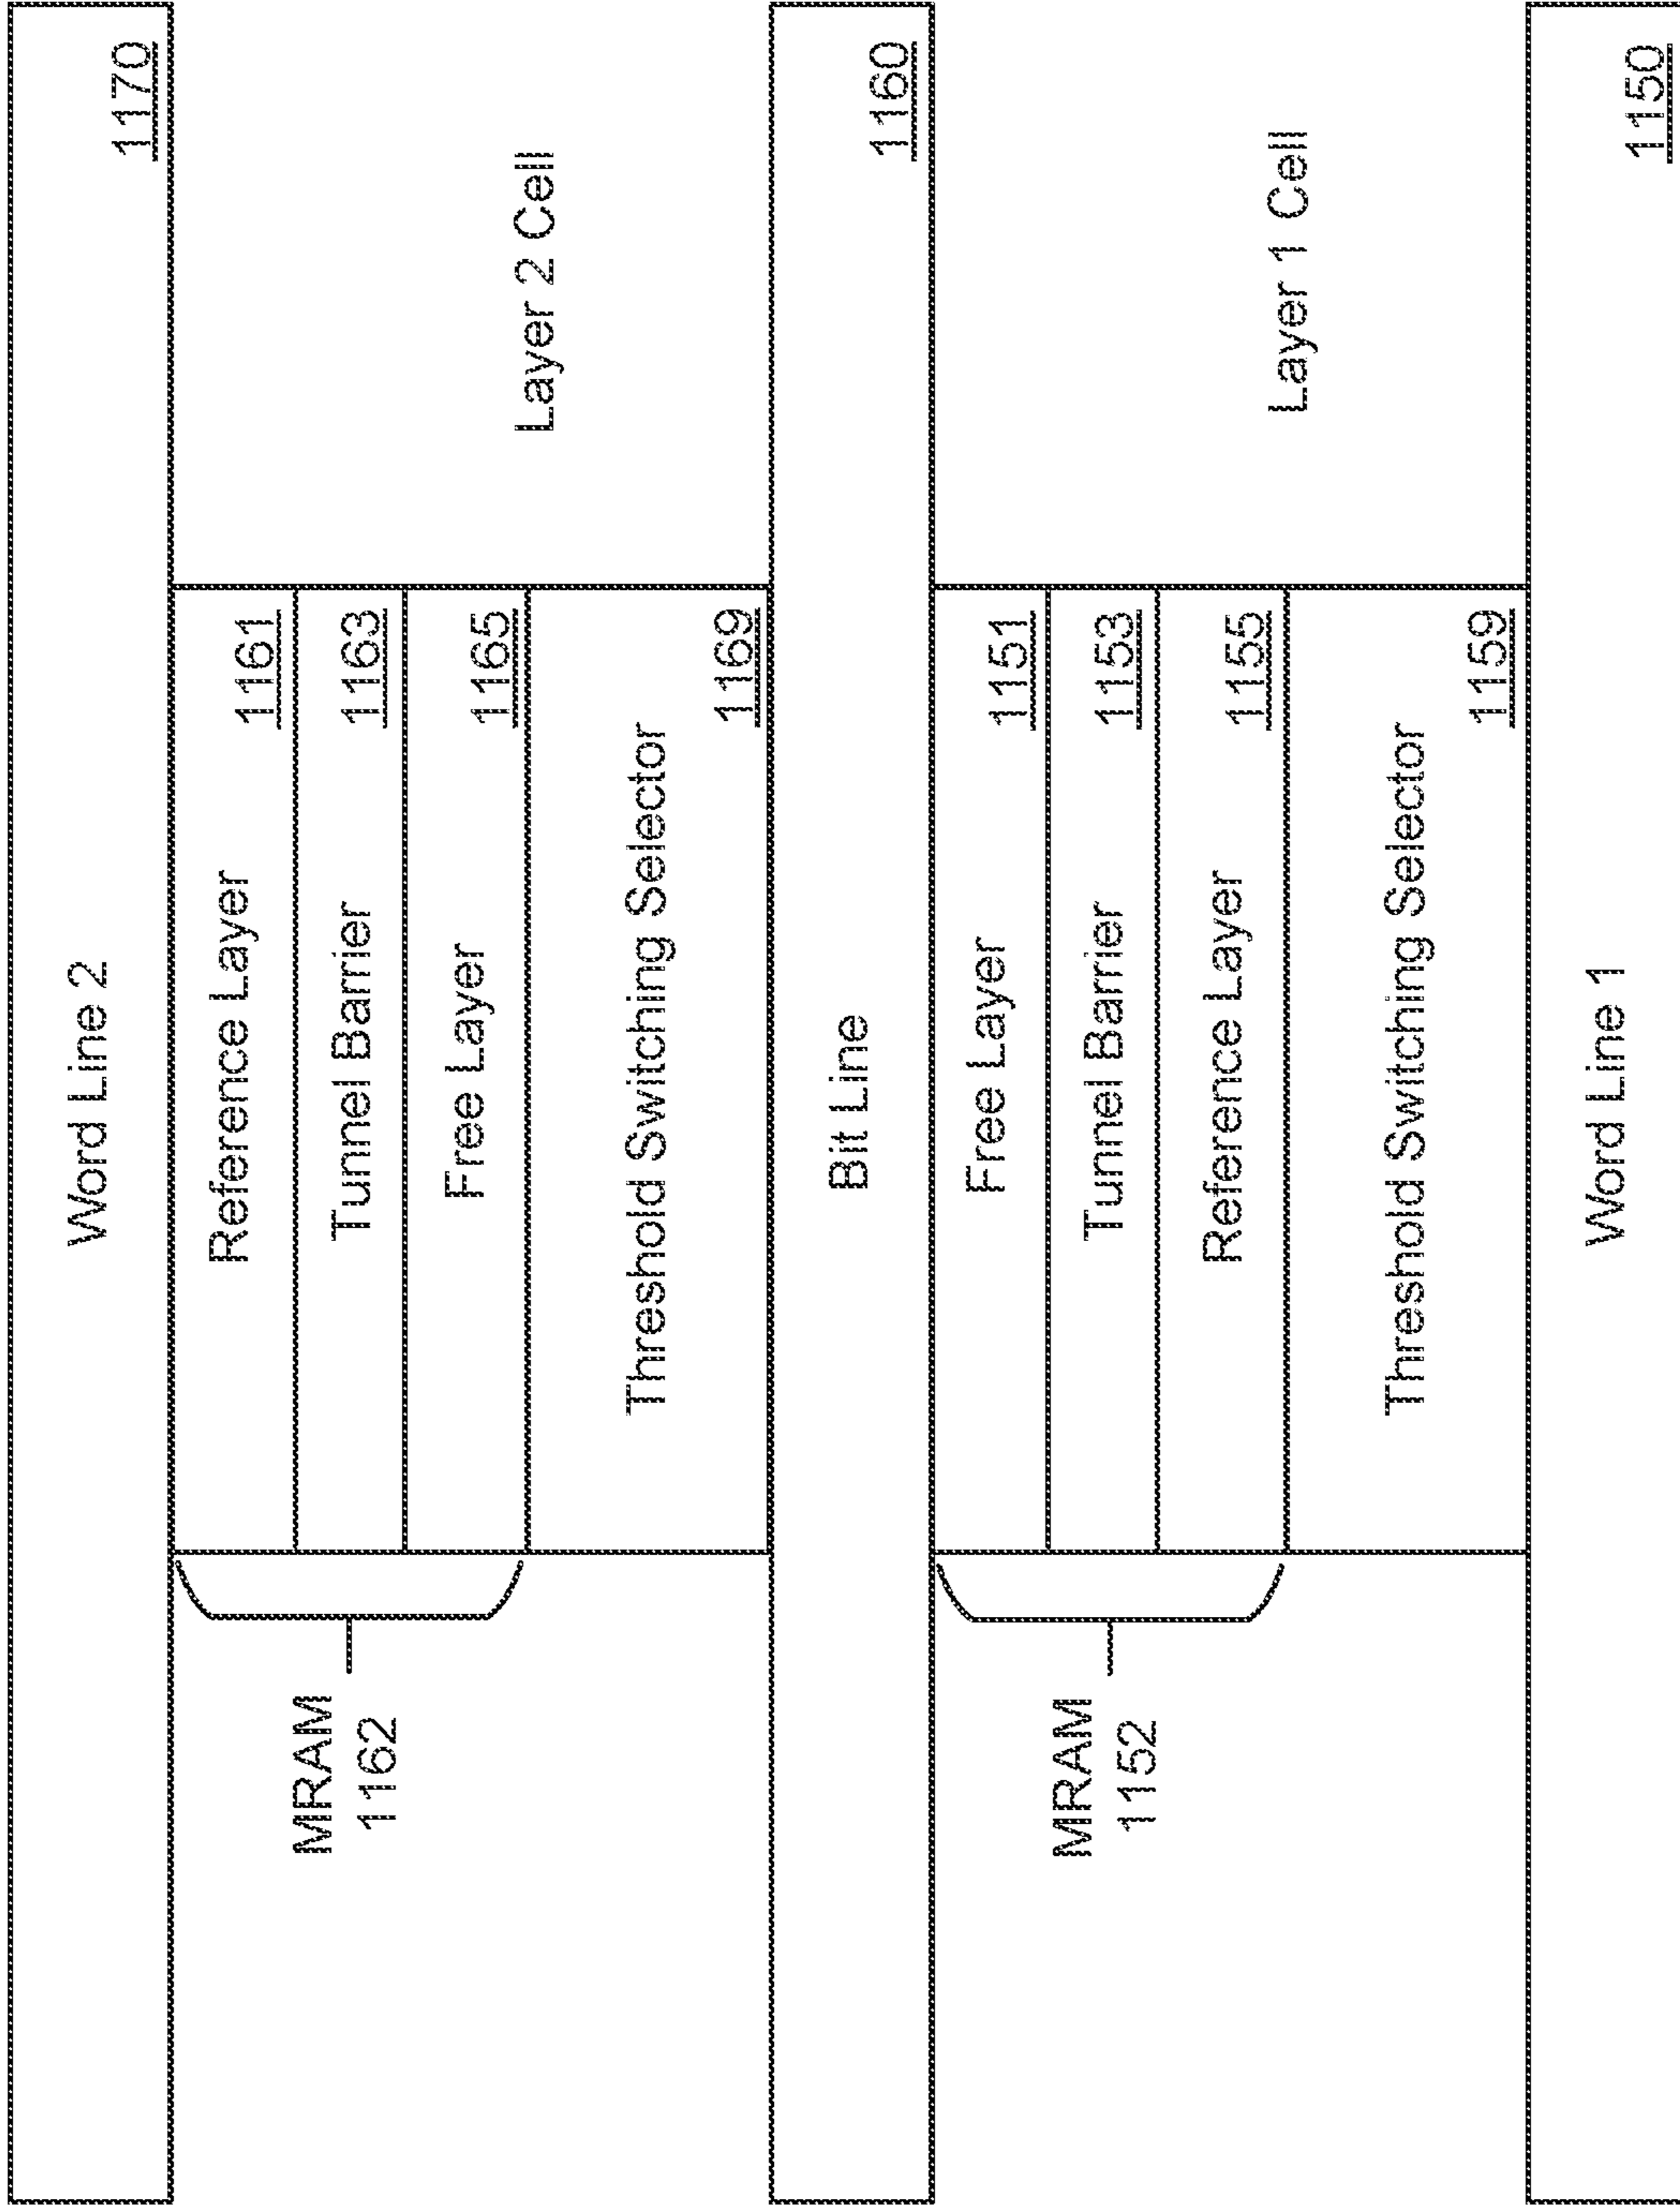 Word Line 2
1170
Reference Layer
1161
Tunnel Barrier
1163
Free Layer
1165
MRAM
1162
Threshold Switching Selector
1169
Layer 2 Cell
Bit Line
1160
Free Layer
1151
Tunnel Barrier
1153
Reference Layer
1155
MRAM
1152
Threshold Switching Selector
1159
Layer 1 Cell
Word Line 1
1150